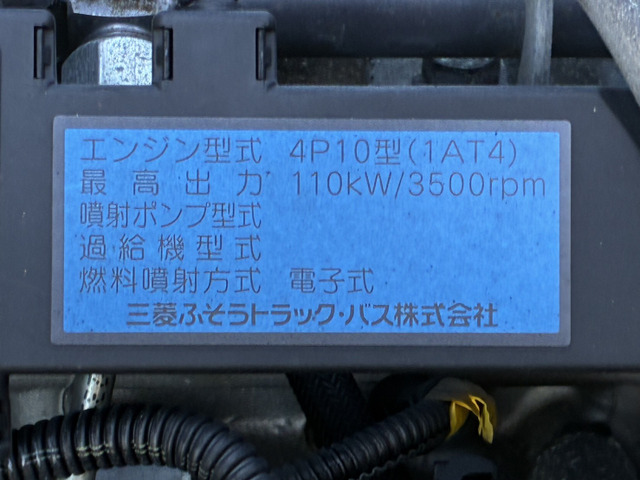 エンジン型式 4P10型(1AT4)
最高出力 110kW/3500rpm
噴射ポンプ型式
過給機型式
燃料噴射方式 電子式
三菱ふそうトラック・バス株式会社